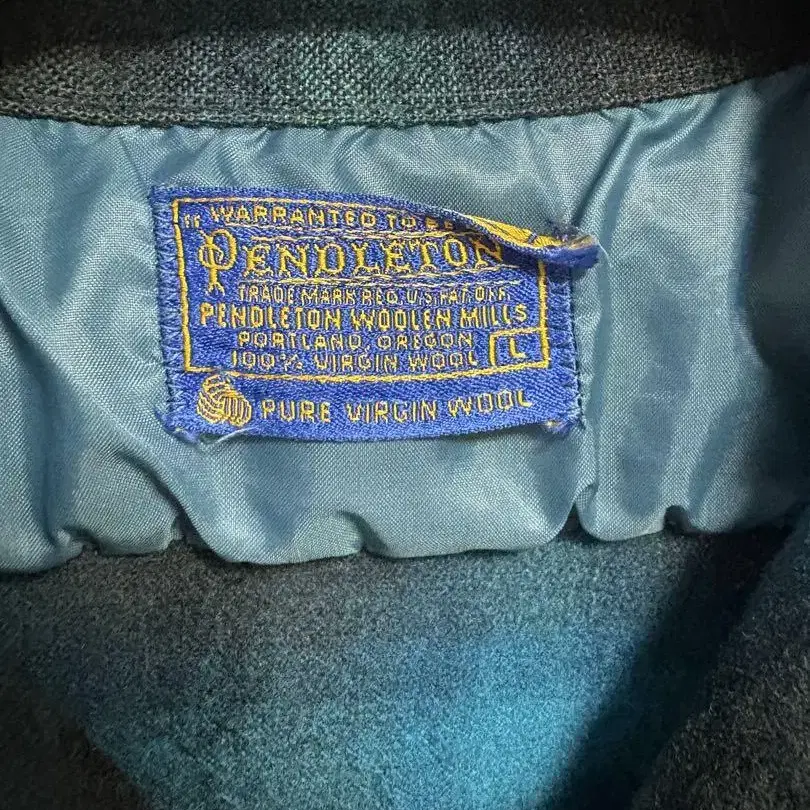 "WARRANTED TO BE
PENDLETON
TRADE MARK REG. U.S. PAT. OFF.
PENDLETON WOOLEN MILLS
PORTLAND, OREGON
100% VIRGIN WOOL L
PURE VIRGIN WOOL